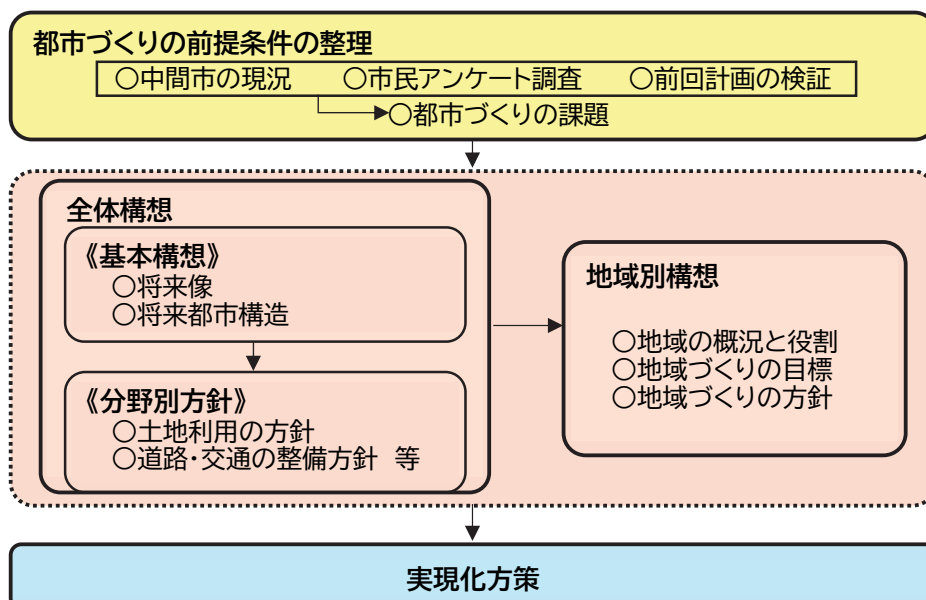 都市づくりの前提条件の整理
○中間市の現況 ○市民アンケート調査 ○前回計画の検証
○都市づくりの課題
全体構想
《基本構想》
○将来像
○将来都市構造
《分野別方針》
○土地利用の方針
○道路・交通の整備方針 等
地域別構想
○地域の概況と役割
○地域づくりの目標
○地域づくりの方針
実現化方策